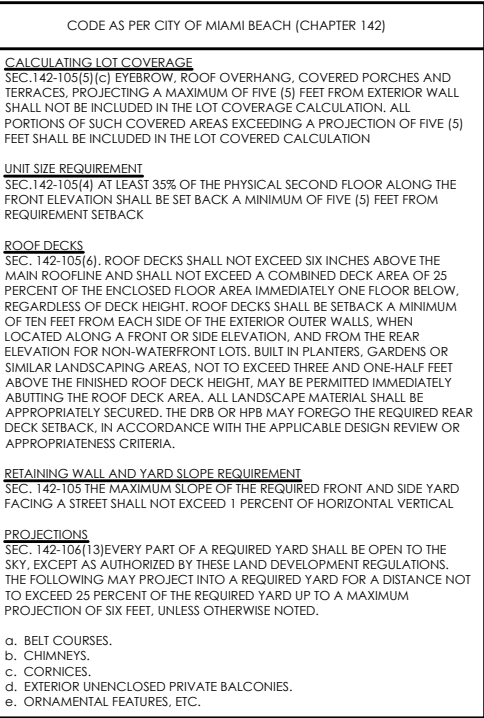 CODE AS PER CITY OF MIAMI BEACH (CHAPTER 142)
CALCULATING LOT COVERAGE
SEC.142-105(5)(c) EYEBROW, ROOF OVERHANG, COVERED PORCHES AND
TERRACES, PROJECTING A MAXIMUM OF FIVE (5) FEET FROM EXTERIOR WALL
SHALL NOT BE INCLUDED IN THE LOT COVERAGE CALCULATION. ALL
PORTIONS OF SUCH COVERED AREAS EXCEEDING A PROJECTION OF FIVE (5)
FEET SHALL BE INCLUDED IN THE LOT COVERED CALCULATION
UNIT SIZE REQUIREMENT
SEC.142-105(4) AT LEAST 35% OF THE PHYSICAL SECOND FLOOR ALONG THE
FRONT ELEVATION SHALL BE SET BACK A MINIMUM OF FIVE (5) FEET FROM
REQUIREMENT SETBACK
ROOF DECKS
SEC. 142-105(6). ROOF DECKS SHALL NOT EXCEED SIX INCHES ABOVE THE
MAIN ROOFLINE AND SHALL NOT EXCEED A COMBINED DECK AREA OF 25
PERCENT OF THE ENCLOSED FLOOR AREA IMMEDIATELY ONE FLOOR BELOW,
REGARDLESS OF DECK HEIGHT. ROOF DECKS SHALL BE SETBACK A MINIMUM
OF TEN FEET FROM EACH SIDE OF THE EXTERIOR OUTER WALLS, WHEN
LOCATED ALONG A FRONT OR SIDE ELEVATION, AND FROM THE REAR
ELEVATION FOR NON-WATERFRONT LOTS. BUILT IN PLANTERS, GARDENS OR
SIMILAR LANDSCAPING AREAS, NOT TO EXCEED THREE AND ONE-HALF FEET
ABOVE THE FINISHED ROOF DECK HEIGHT, MAY BE PERMITTED IMMEDIATELY
ABUTTING THE ROOF DECK AREA. ALL LANDSCAPE MATERIAL SHALL BE
APPROPRIATELY SECURED. THE DRB OR HPB MAY FOREGO THE REQUIRED REAR
DECK SETBACK, IN ACCORDANCE WITH THE APPLICABLE DESIGN REVIEW OR
APPROPRIATENESS CRITERIA.
RETAINING WALL AND YARD SLOPE REQUIREMENT
SEC. 142-105 THE MAXIMUM SLOPE OF THE REQUIRED FRONT AND SIDE YARD
FACING A STREET SHALL NOT EXCEED 1 PERCENT OF HORIZONTAL VERTICAL
PROJECTIONS
SEC. 142-106(13)EVERY PART OF A REQUIRED YARD SHALL BE OPEN TO THE
SKY, EXCEPT AS AUTHORIZED BY THESE LAND DEVELOPMENT REGULATIONS.
THE FOLLOWING MAY PROJECT INTO A REQUIRED YARD FOR A DISTANCE NOT
TO EXCEED 25 PERCENT OF THE REQUIRED YARD UP TO A MAXIMUM
PROJECTION OF SIX FEET, UNLESS OTHERWISE NOTED.
a. BELT COURSES.
b. CHIMNEYS.
c. CORNICES.
d. EXTERIOR UNENCLOSED PRIVATE BALCONIES.
e. ORNAMENTAL FEATURES, ETC.